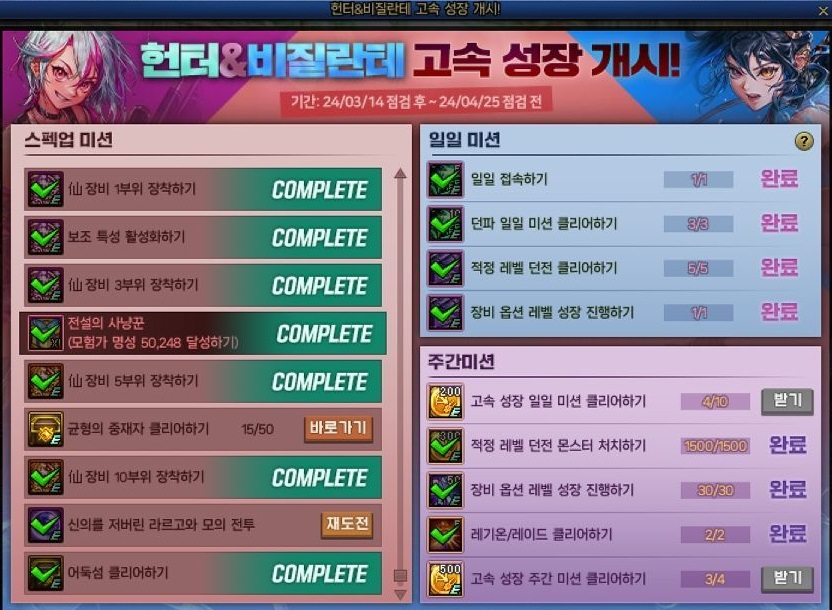 헌터&비질란테 고속 성장 개시!
헌터&비질란테 고속 성장 개시!
기간: 24/03/14 점검 후 ~ 24/04/25 점검 전
스펙업 미션
仙 장비 1부위 장착하기 COMPLETE
보조 특성 활성화하기 COMPLETE
仙 장비 3부위 장착하기 COMPLETE
전설의 사냥꾼
(모험가 명성 50,248 달성하기) COMPLETE
仙 장비 5부위 장착하기 COMPLETE
균형의 중재자 클리어하기 15/50 바로가기
仙 장비 10부위 장착하기 COMPLETE
신의를 저버린 라르고와 모의 전투 재도전
어둑섬 클리어하기 COMPLETE
일일 미션 ?
일일 접속하기 1/1 완료
던파 일일 미션 클리어하기 3/3 완료
적정 레벨 던전 클리어하기 5/5 완료
장비 옵션 레벨 성장 진행하기 1/1 완료
주간미션
200 고속 성장 일일 미션 클리어하기 4/10 받기
적정 레벨 던전 몬스터 처치하기 1500/1500 완료
장비 옵션 레벨 성장 진행하기 30/30 완료
레기온/레이드 클리어하기 2/2 완료
500 고속 성장 주간 미션 클리어하기 3/4 받기